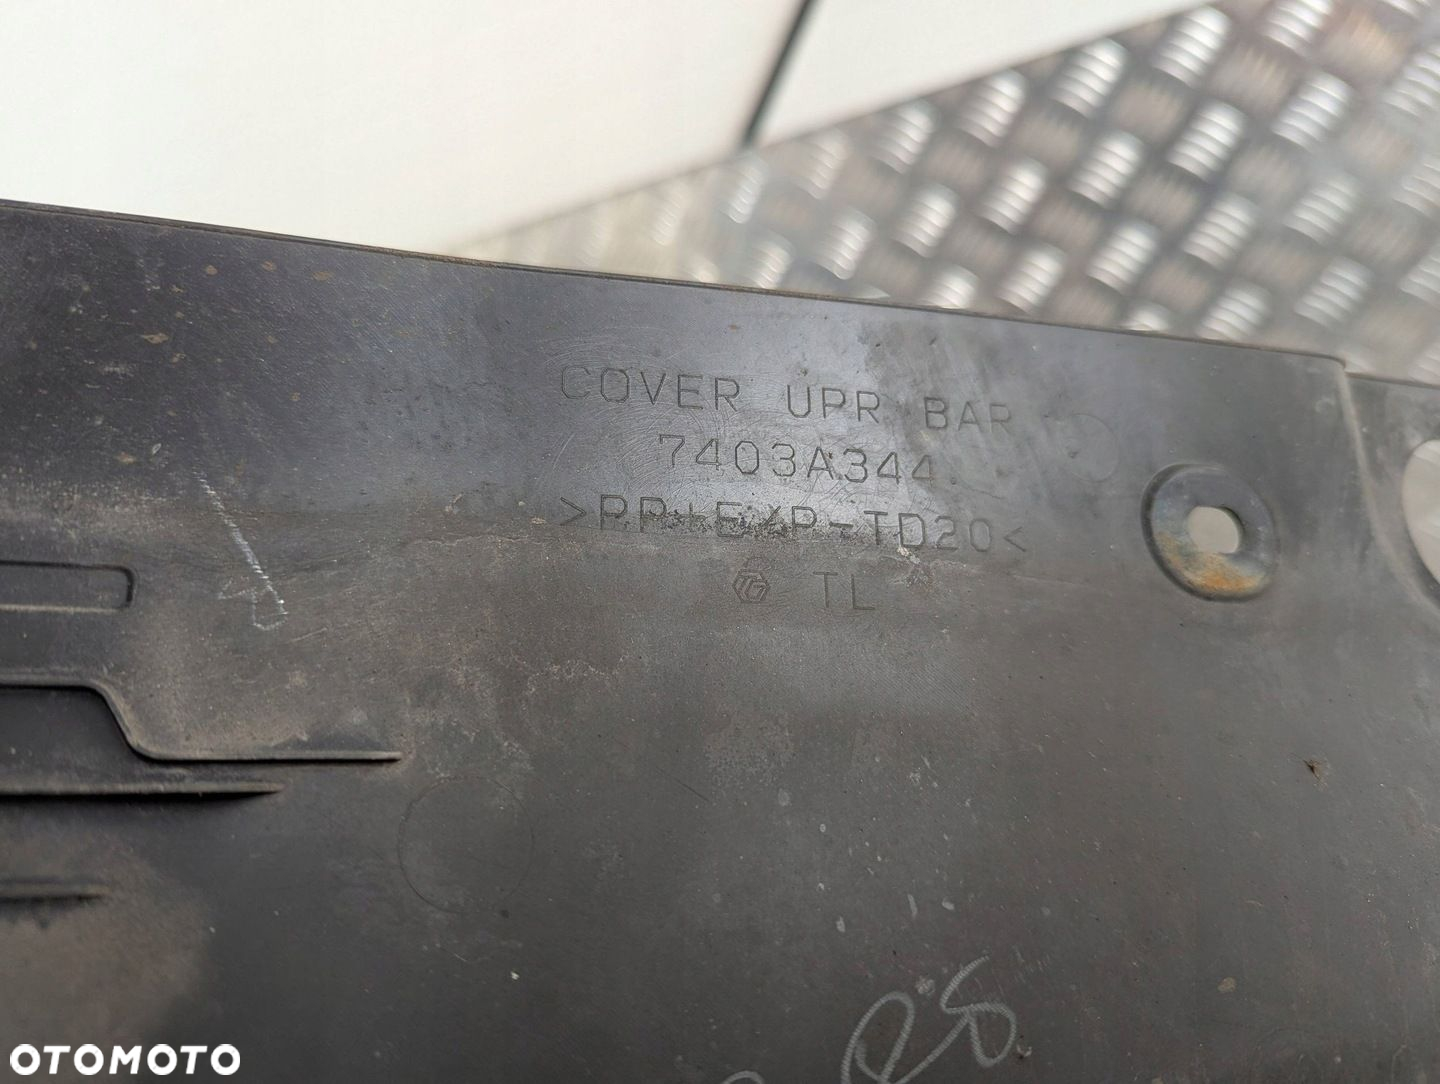 COVER UPR BAR
7403A344
>PP+E/P-TD20<
TL
OTOMOTO